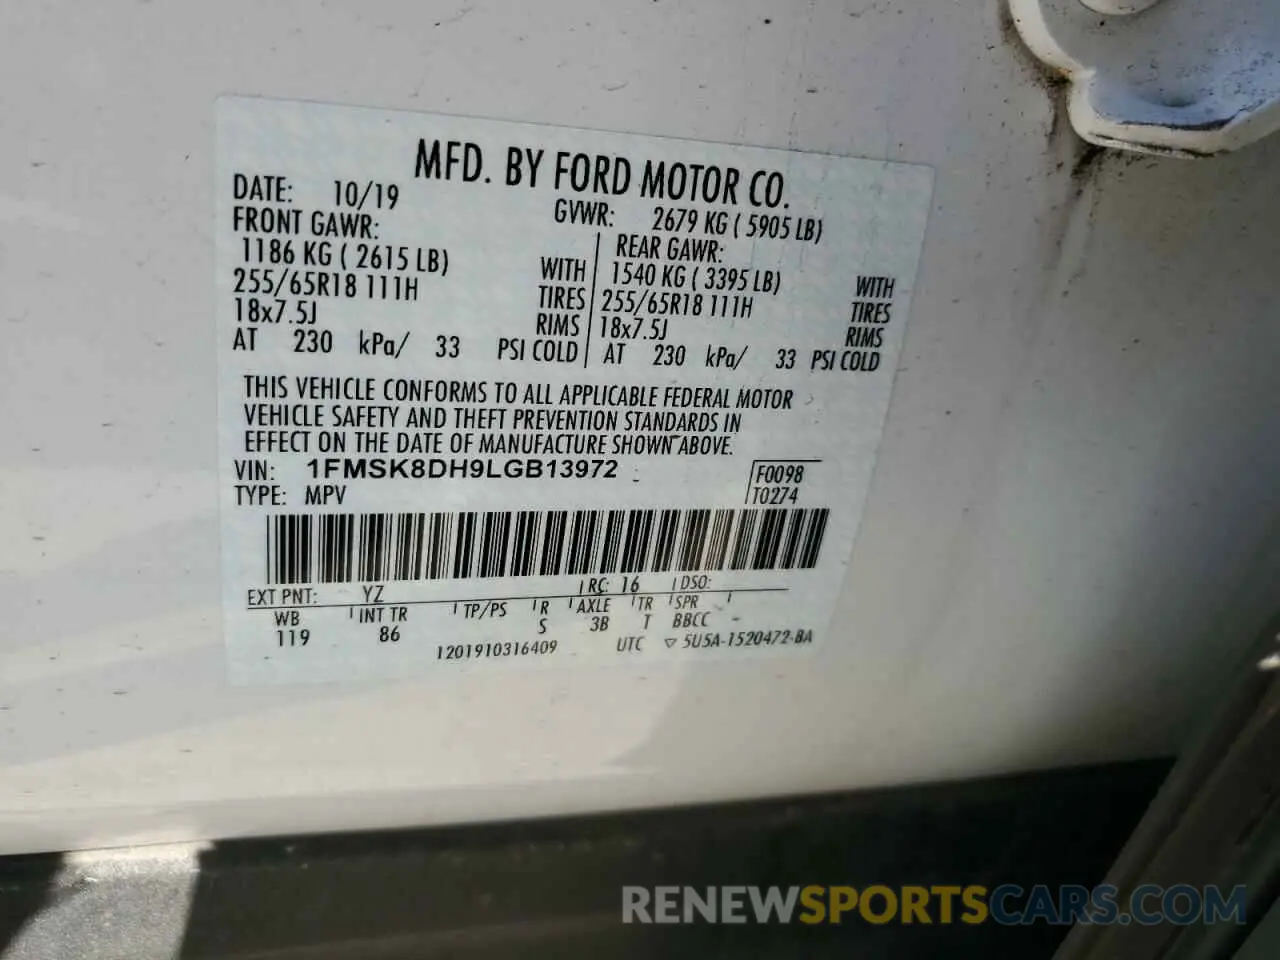 MFD. BY FORD MOTOR CO.
DATE: 10/19 GVWR: 2679 KG ( 5905 LB)
FRONT GAWR: REAR GAWR:
1186 KG ( 2615 LB) WITH 1540 KG ( 3395 LB) WITH
255/65R18 111H TIRES 255/65R18 111H TIRES
18x7.5J RIMS 18x7.5J RIMS
AT 230 kPa/ 33 PSI COLD AT 230 kPa/ 33 PSI COLD
THIS VEHICLE CONFORMS TO ALL APPLICABLE FEDERAL MOTOR
VEHICLE SAFETY AND THEFT PREVENTION STANDARDS IN
EFFECT ON THE DATE OF MANUFACTURE SHOWN ABOVE.
VIN: 1FMSK8DH9LGB13972 F0098
TYPE: MPV T0274
EXT PNT: YZ RC: 16 DSO:
WB INT TR TP/PS R AXLE TR SPR
119 86 S 3B T BBCC
1201910316409 UTC ▽ 5U5A-1520472-BA
RENEWSPORTSCARS.COM